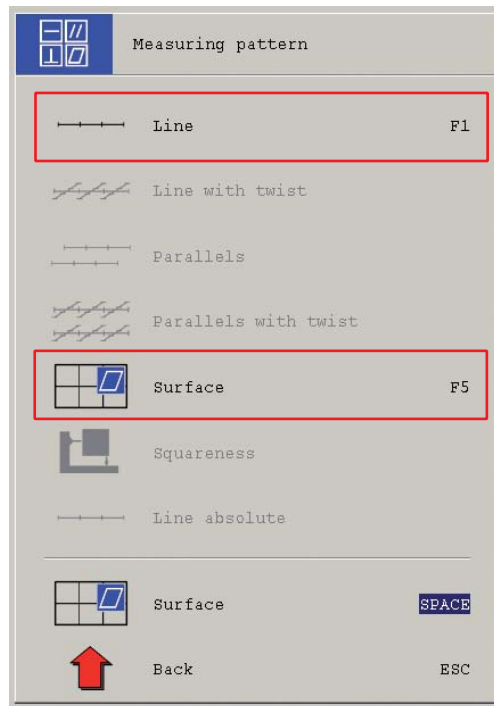 Measuring pattern
Line F1
Line with twist
Parallels
Parallels with twist
Surface F5
Squareness
Line absolute
Surface SPACE
Back ESC